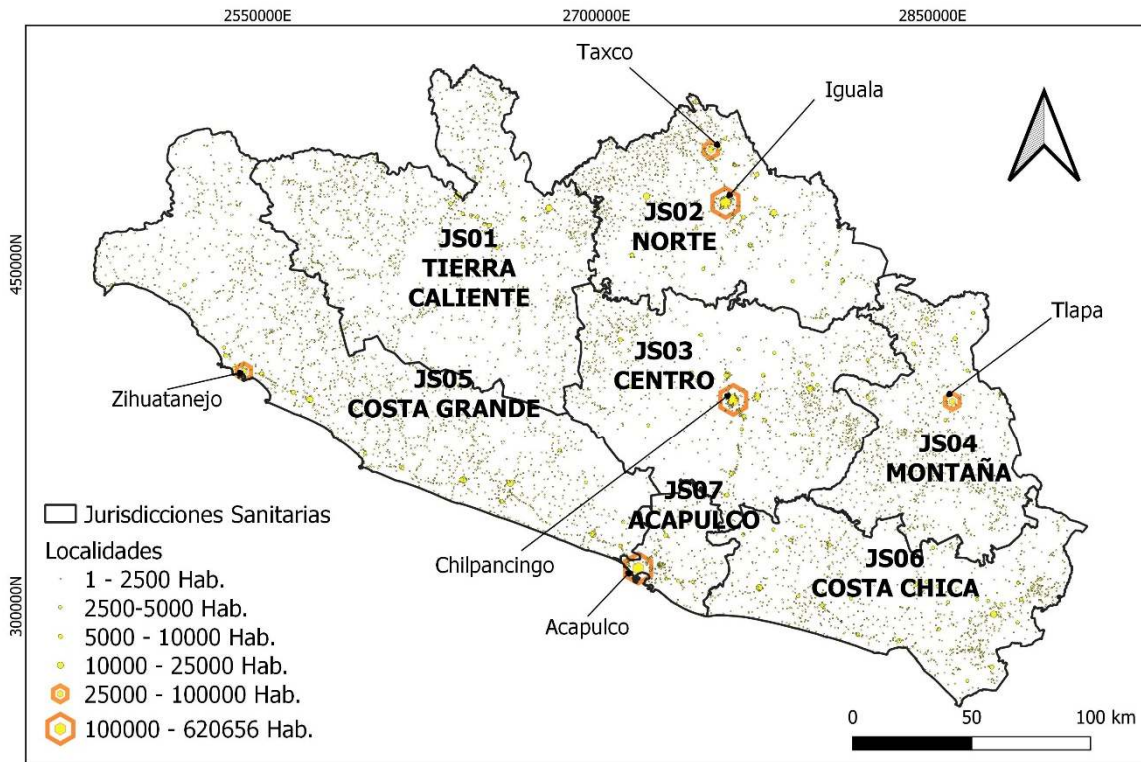 2550000E
2700000E
2850000E
Taxco
Iguala
JS02
NORTE
JS01
TIERRA
CALIENTE
450000N
Tlapa
JS03
CENTRO
JS05
COSTA GRANDE
Zihuatanejo
JS04
MONTAÑA
JS07
ACAPULCO
Chilpancingo
JS06
COSTA CHICA
Acapulco
300000N
Jurisdicciones Sanitarias
Localidades
1 - 2500 Hab.
2500-5000 Hab.
5000 - 10000 Hab.
10000 - 25000 Hab.
25000 - 100000 Hab.
100000 - 620656 Hab.
0 50 100 km